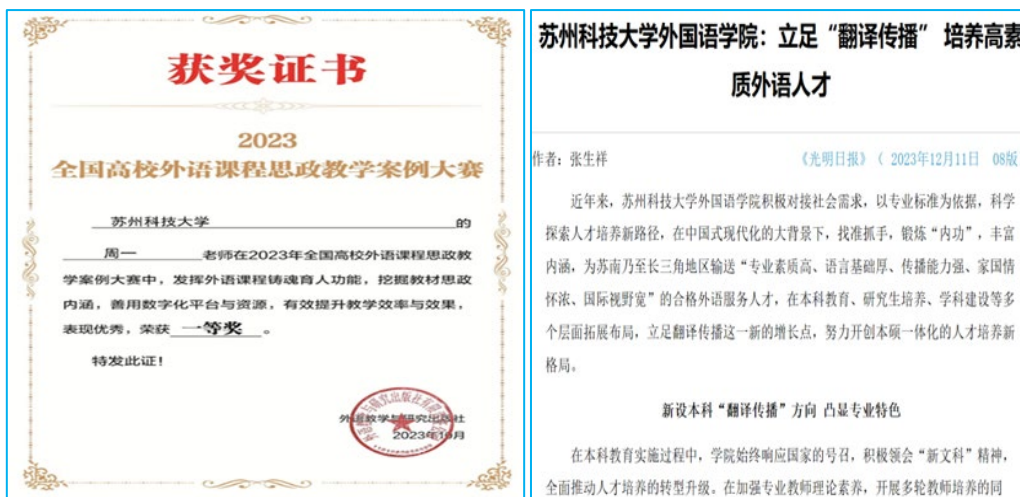 获奖证书
2023
全国高校外语课程思政教学案例大赛
苏州科技大学 的
周一 老师在2023年全国高校外语课程思政教
学案例大赛中，发挥外语课程铸魂育人功能，挖掘教材思政
内涵，善用数字化平台与资源，有效提升教学效率与效果，
表现优秀，荣获 一等奖 。
特发此证！
外语教学与研究出版社
2023年10月
苏州科技大学外国语学院：立足“翻译传播” 培养高素
质外语人才
作者：张生祥 《光明日报》（ 2023年12月11日 08版
近年来，苏州科技大学外国语学院积极对接社会需求，以专业标准为依据，科学
探索人才培养新路径，在中国式现代化的大背景下，找准抓手，锻炼“内功”，丰富
内涵，为苏南乃至长三角地区输送“专业素质高、语言基础厚、传播能力强、家国情
怀浓、国际视野宽”的合格外语服务人才，在本科教育、研究生培养、学科建设等多
个层面拓展布局，立足翻译传播这一新的增长点，努力开创本硕一体化的人才培养新
格局。
新设本科“翻译传播”方向 凸显专业特色
在本科教育实施过程中，学院始终响应国家的号召，积极领会“新文科”精神，
全面推动人才培养的转型升级。在加强专业教师理论素养，开展多轮教师培养的同